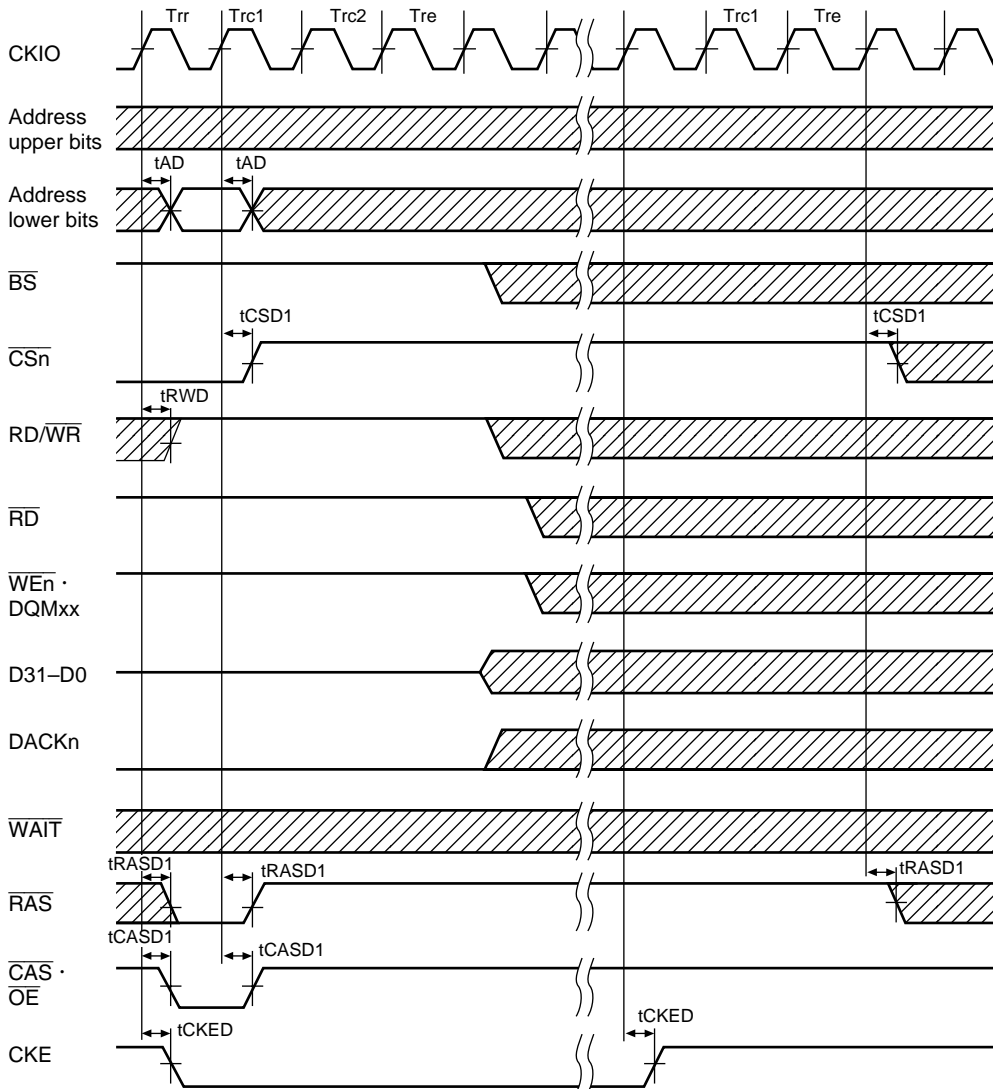 Trr Trc1 Trc2 Tre Trc1 Tre
CKIO
Address
upper bits
tAD tAD
Address
lower bits
BS
tCSD1 tCSD1
CSn
tRWD
RD/WR
RD
WEn ·
DQMxx
D31–D0
DACKn
WAIT
tRASD1 tRASD1 tRASD1
RAS
tCASD1 tCASD1
CAS ·
OE
tCKED tCKED
CKE